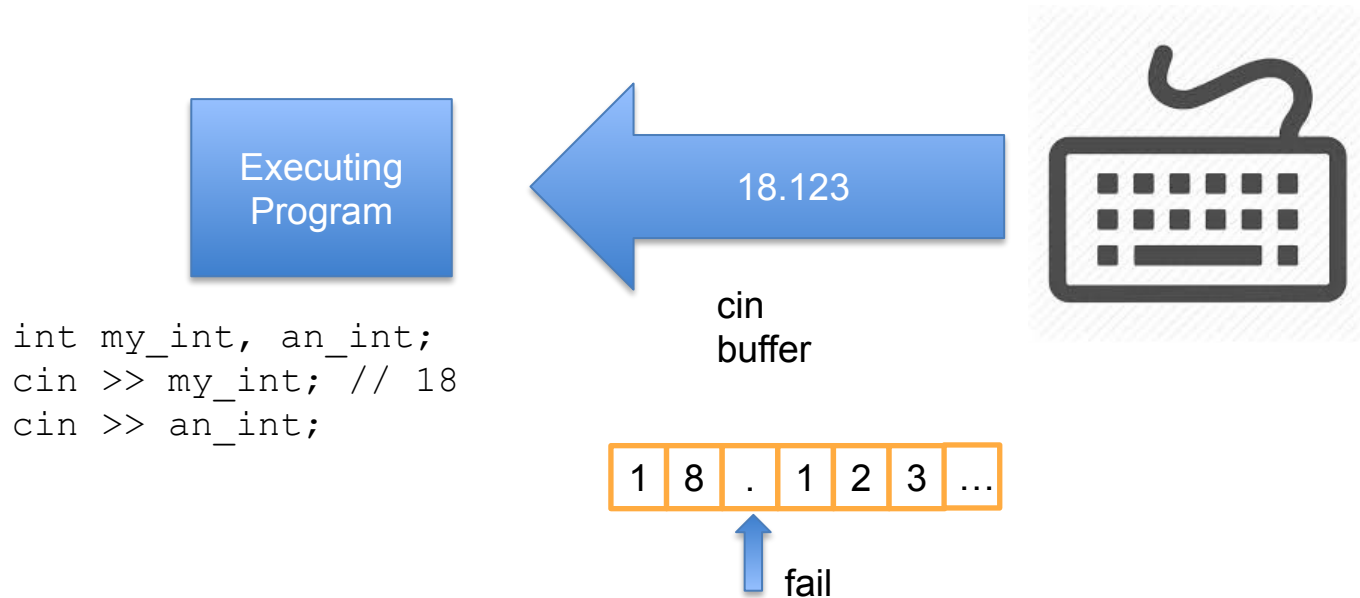 Executing
Program
18.123
cin
buffer
int my_int, an_int;
cin >> my_int; // 18
cin >> an_int;
1 8 . 1 2 3 …
fail